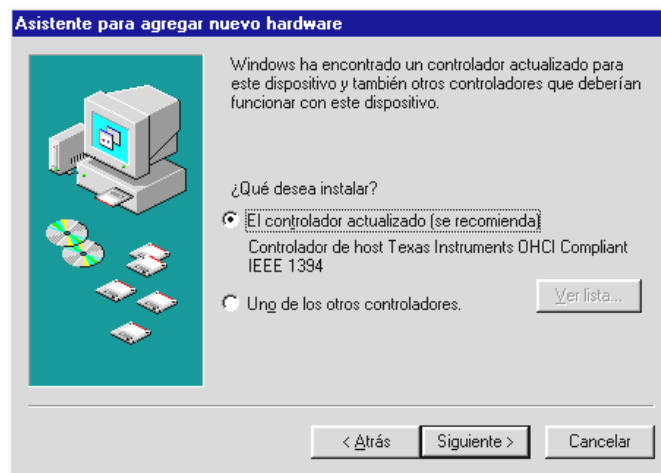 Asistente para agregar nuevo hardware
Windows ha encontrado un controlador actualizado para
este dispositivo y también otros controladores que deberían
funcionar con este dispositivo.
¿Qué desea instalar?
El controlador actualizado (se recomienda)
Controlador de host Texas Instruments OHCI Compliant
IEEE 1394
Uno de los otros controladores.
Ver lista...
< Atrás
Siguiente >
Cancelar